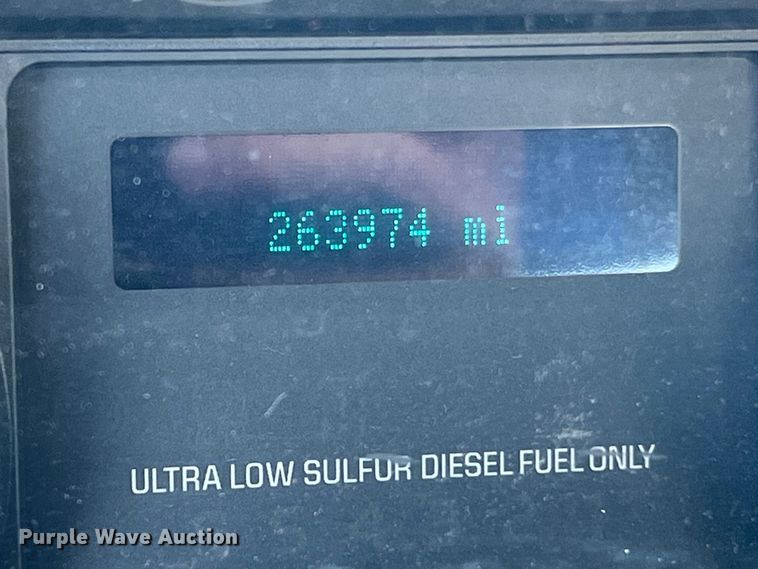 263974 mi
ULTRA LOW SULFUR DIESEL FUEL ONLY
Purple Wave Auction